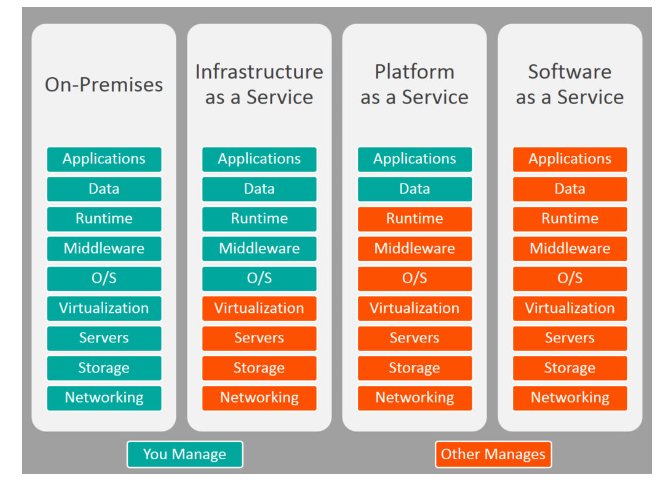 On-Premises
Applications
Data
Runtime
Middleware
O/S
Virtualization
Servers
Storage
Networking
Infrastructure
as a Service
Applications
Data
Runtime
Middleware
O/S
Virtualization
Servers
Storage
Networking
Platform
as a Service
Applications
Data
Runtime
Middleware
O/S
Virtualization
Servers
Storage
Networking
Software
as a Service
Applications
Data
Runtime
Middleware
O/S
Virtualization
Servers
Storage
Networking
You Manage
Other Manages